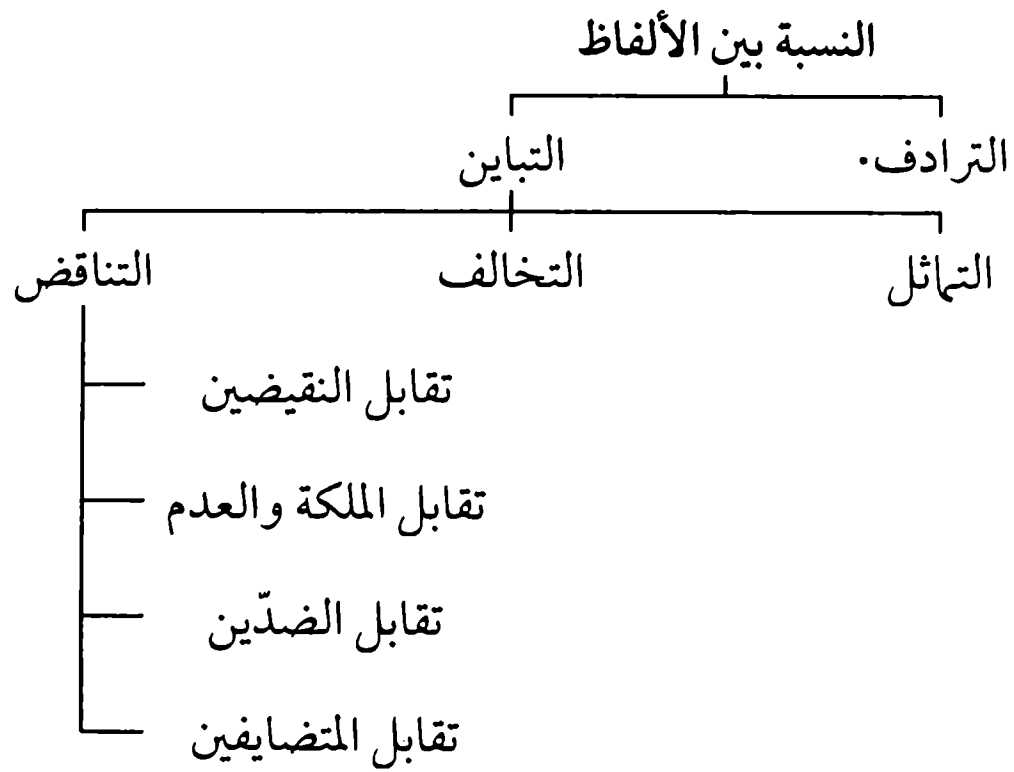 النسبة بين الألفاظ
الترادف.
التباين
التماثل
التخالف
التناقض
تقابل النقيضين
تقابل الملكة والعدم
تقابل الضدّين
تقابل المتضايفين